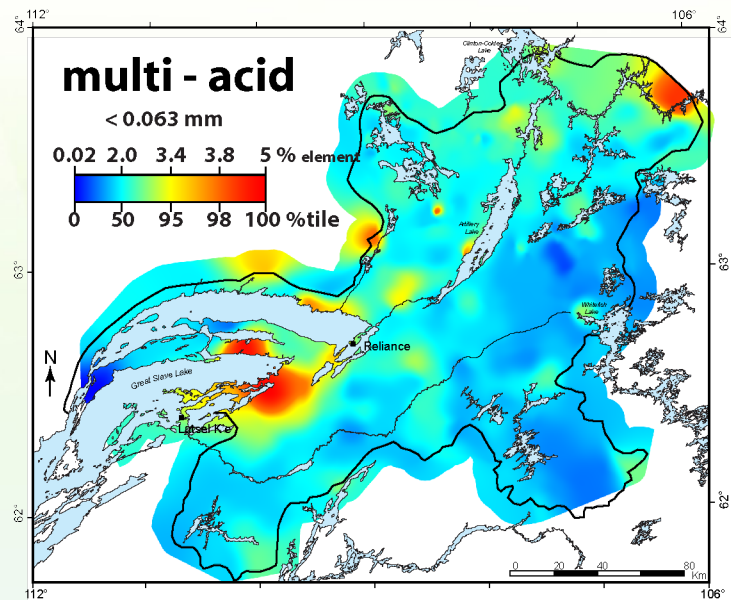 112° 106°
64° 64°
multi - acid
< 0.063 mm
0.02 2.0 3.4 3.8 5 % element
0 50 95 98 100 %tile
Clinton-Colden
Lake
Artillery
Lake
63° 63°
Whitefish
Lake
Reliance
N
Great Slave Lake
Lutsel K'e
62° 62°
0 20 40 80
Km
112° 106°